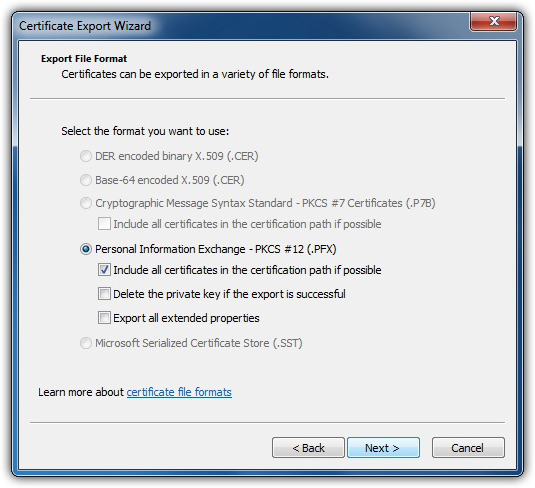 Certificate Export Wizard
Export File Format
Certificates can be exported in a variety of file formats.
Select the format you want to use:
DER encoded binary X.509 (.CER)
Base-64 encoded X.509 (.CER)
Cryptographic Message Syntax Standard - PKCS #7 Certificates (.P7B)
Include all certificates in the certification path if possible
Personal Information Exchange - PKCS #12 (.PFX)
Include all certificates in the certification path if possible
Delete the private key if the export is successful
Export all extended properties
Microsoft Serialized Certificate Store (.SST)
Learn more about certificate file formats
< Back Next > Cancel